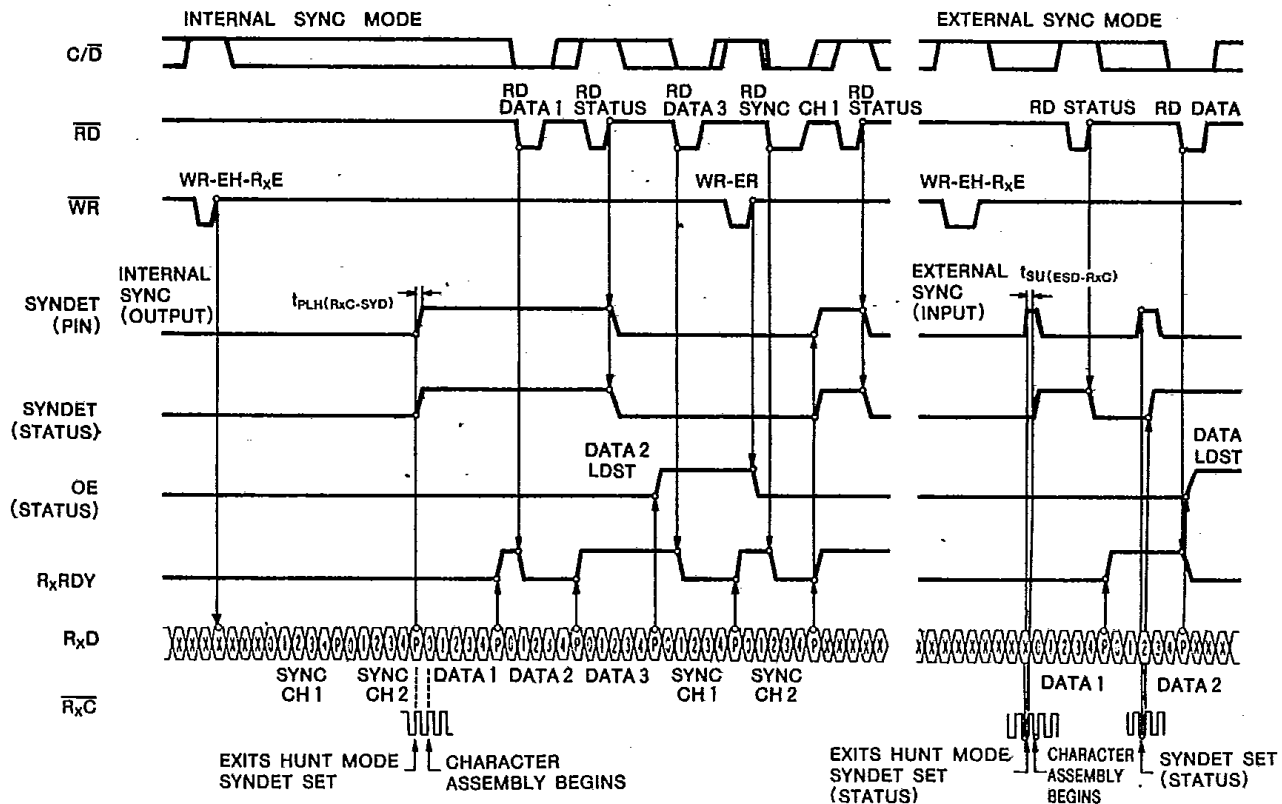 INTERNAL SYNC MODE
EXTERNAL SYNC MODE
C/D
RD
DATA 1
RD
STATUS
RD
DATA 3
RD
SYNC CH 1
RD
STATUS
RD STATUS
RD DATA
RD
WR-EH-RxE
WR-ER
WR-EH-RxE
WR
INTERNAL
SYNC
(OUTPUT)
tPLH(RxC-SYD)
EXTERNAL
SYNC
(INPUT)
tSU(ESD-RxC)
SYNDET
(PIN)
SYNDET
(STATUS)
DATA 2
LDST
DATA
LDST
OE
(STATUS)
RxRDY
RxD
SYNC
CH 1
SYNC
CH 2
DATA 1
DATA 2
DATA 3
SYNC
CH 1
SYNC
CH 2
DATA 1
DATA 2
RxC
EXITS HUNT MODE
SYNDET SET
CHARACTER
ASSEMBLY BEGINS
EXITS HUNT MODE
SYNDET SET
(STATUS)
CHARACTER
ASSEMBLY
BEGINS
SYNDET SET
(STATUS)